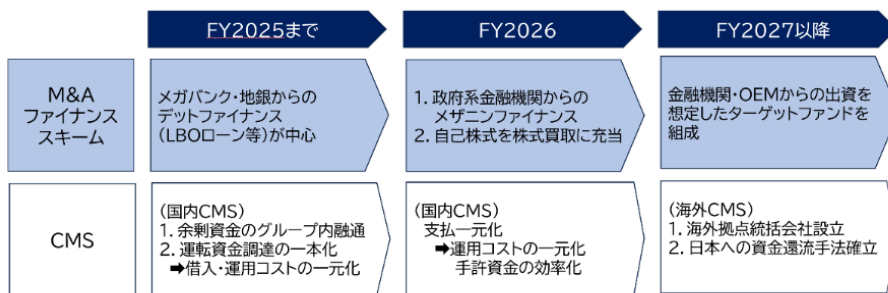 FY2025まで
FY2026
FY2027以降
M&A
ファイナンス
スキーム
メガバンク・地銀からの
デットファイナンス
(LBOローン等)が中心
1. 政府系金融機関からの
メザニンファイナンス
2. 自己株式を株式買取に充当
金融機関・OEMからの出資を
想定したターゲットファンドを
組成
CMS
(国内CMS)
1. 余剰資金のグループ内融通
2. 運転資金調達の一本化
➡借入・運用コストの一元化
(国内CMS)
支払一元化
➡運用コストの一元化
手許資金の効率化
(海外CMS)
1. 海外拠点統括会社設立
2. 日本への資金還流手法確立